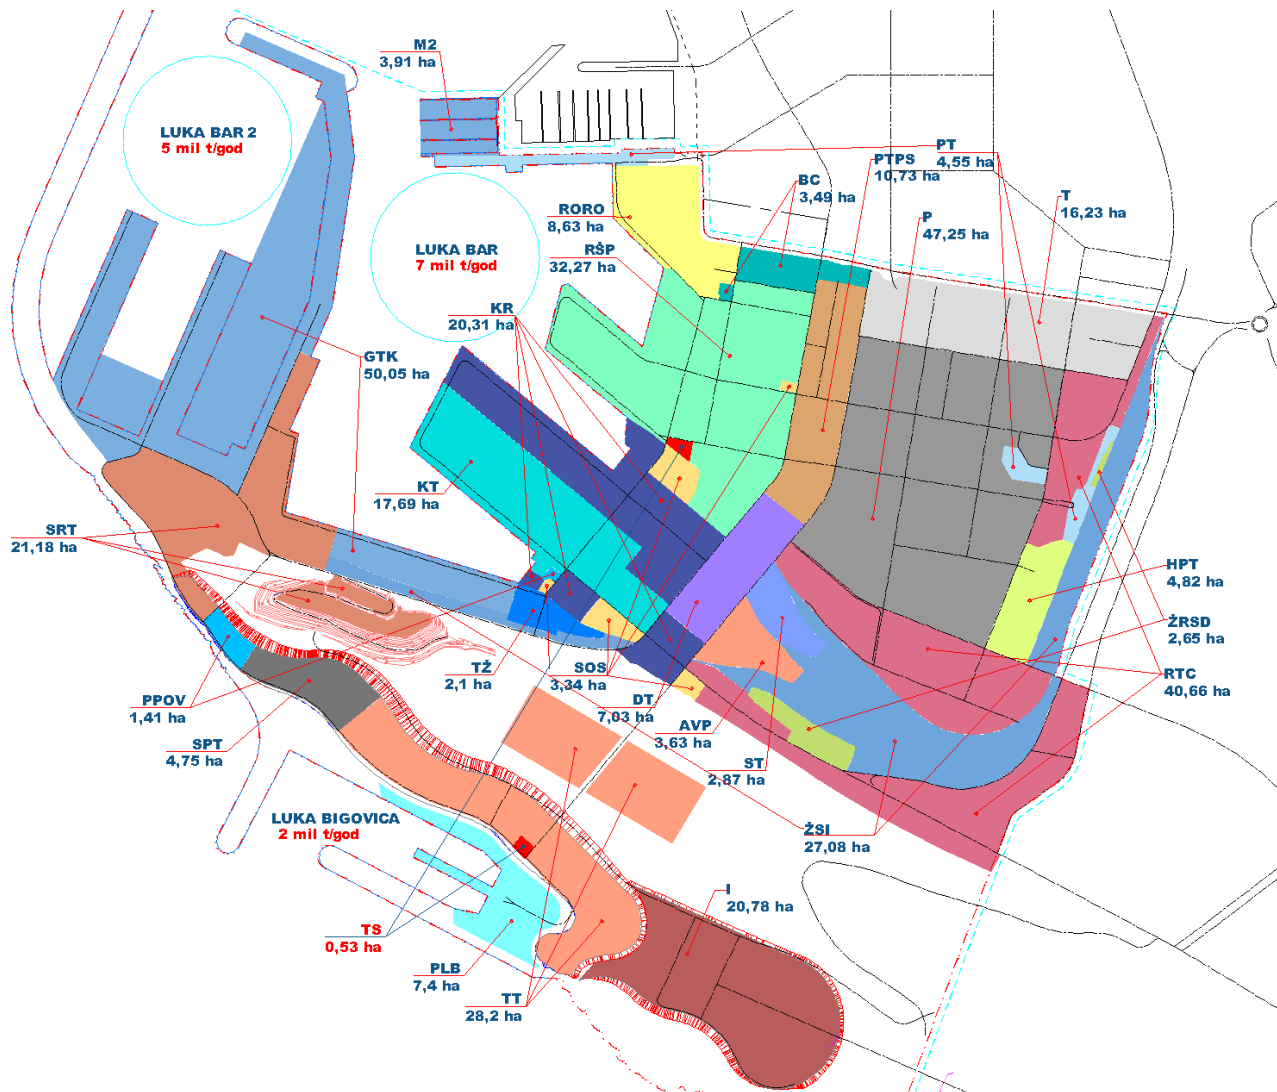 M2
3,91 ha
LUKA BAR 2
5 mil t/god
PT
4,55 ha
PTPS
10,73 ha
BC
3,49 ha
T
16,23 ha
RORO
8,63 ha
P
47,25 ha
LUKA BAR
7 mil t/god
RŠP
32,27 ha
KR
20,31 ha
GTK
50,05 ha
KT
17,69 ha
SRT
21,18 ha
HPT
4,82 ha
ŽRSD
2,65 ha
RTC
40,66 ha
TŽ
2,1 ha
SOS
3,34 ha
PPOV
1,41 ha
DT
7,03 ha
AVP
3,63 ha
SPT
4,75 ha
ST
2,87 ha
LUKA BIGOVICA
2 mil t/god
ŽSI
27,08 ha
I
20,78 ha
TS
0,53 ha
PLB
7,4 ha
TT
28,2 ha